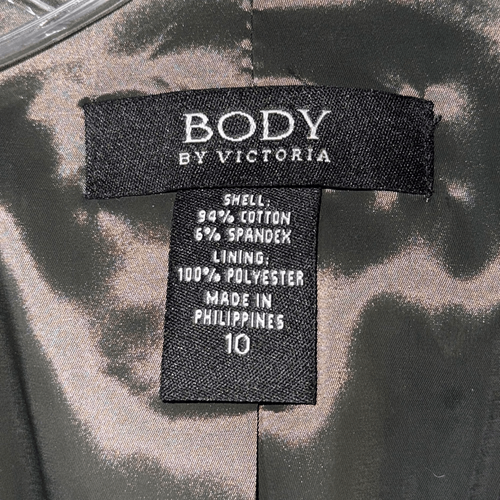 BODY
BY VICTORIA
SHELL:
94% COTTON
6% SPANDEX
LINING:
100% POLYESTER
MADE IN
PHILIPPINES
10